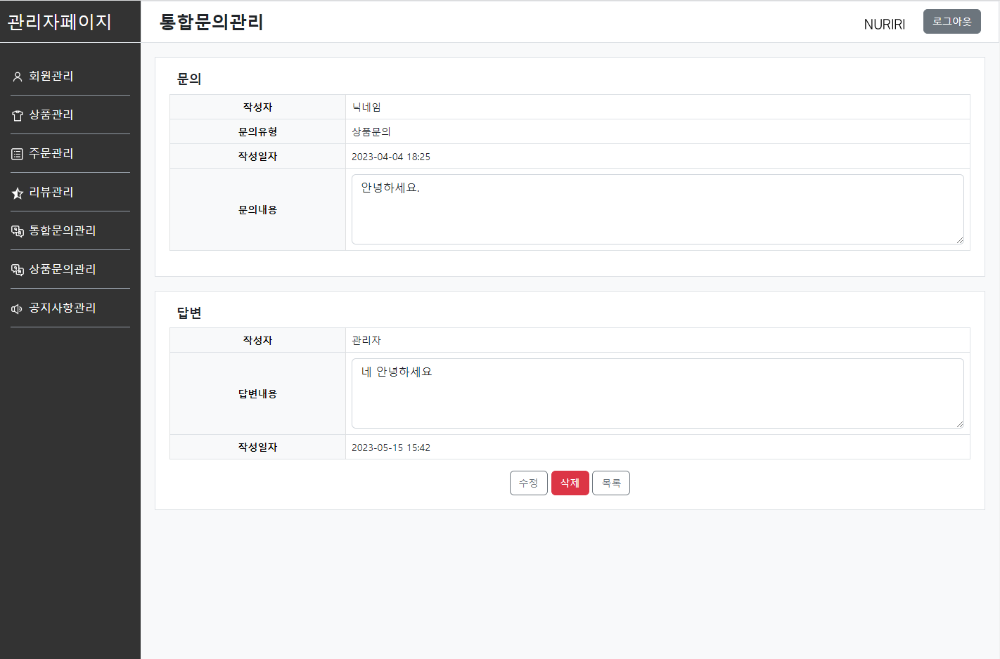 관리자페이지
통합문의관리
NURIRI
로그아웃
회원관리
상품관리
주문관리
리뷰관리
통합문의관리
상품문의관리
공지사항관리
문의
작성자 닉네임
문의유형 상품문의
작성일자 2023-04-04 18:25
문의내용 안녕하세요.
답변
작성자 관리자
답변내용 네 안녕하세요
작성일자 2023-05-15 15:42
수정 삭제 목록